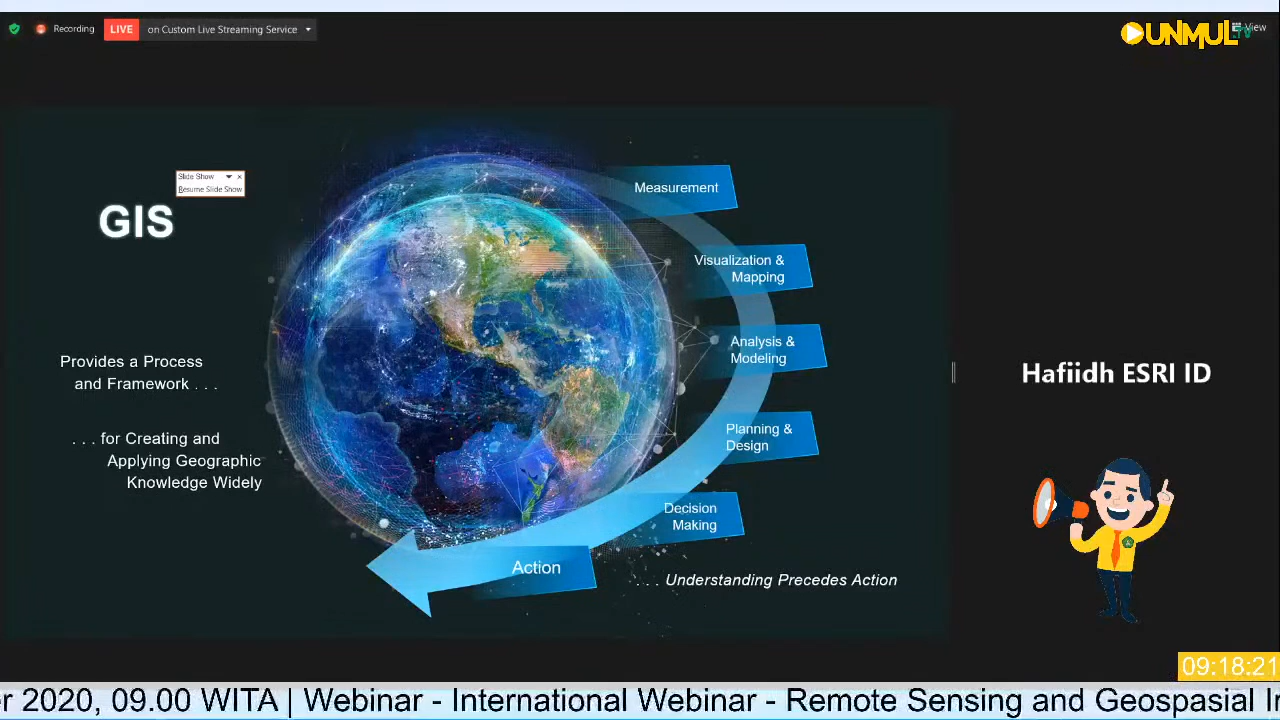 Recording
LIVE
on Custom Live Streaming Service
UNMUL TV
View
Slide Show
Resume Slide Show
GIS
Provides a Process
and Framework . . .
. . . for Creating and
Applying Geographic
Knowledge Widely
Measurement
Visualization &
Mapping
Analysis &
Modeling
Planning &
Design
Decision
Making
Action
. . . Understanding Precedes Action
Hafiidh ESRI ID
09:18:21
r 2020, 09.00 WITA | Webinar - International Webinar - Remote Sensing and Geospasial In